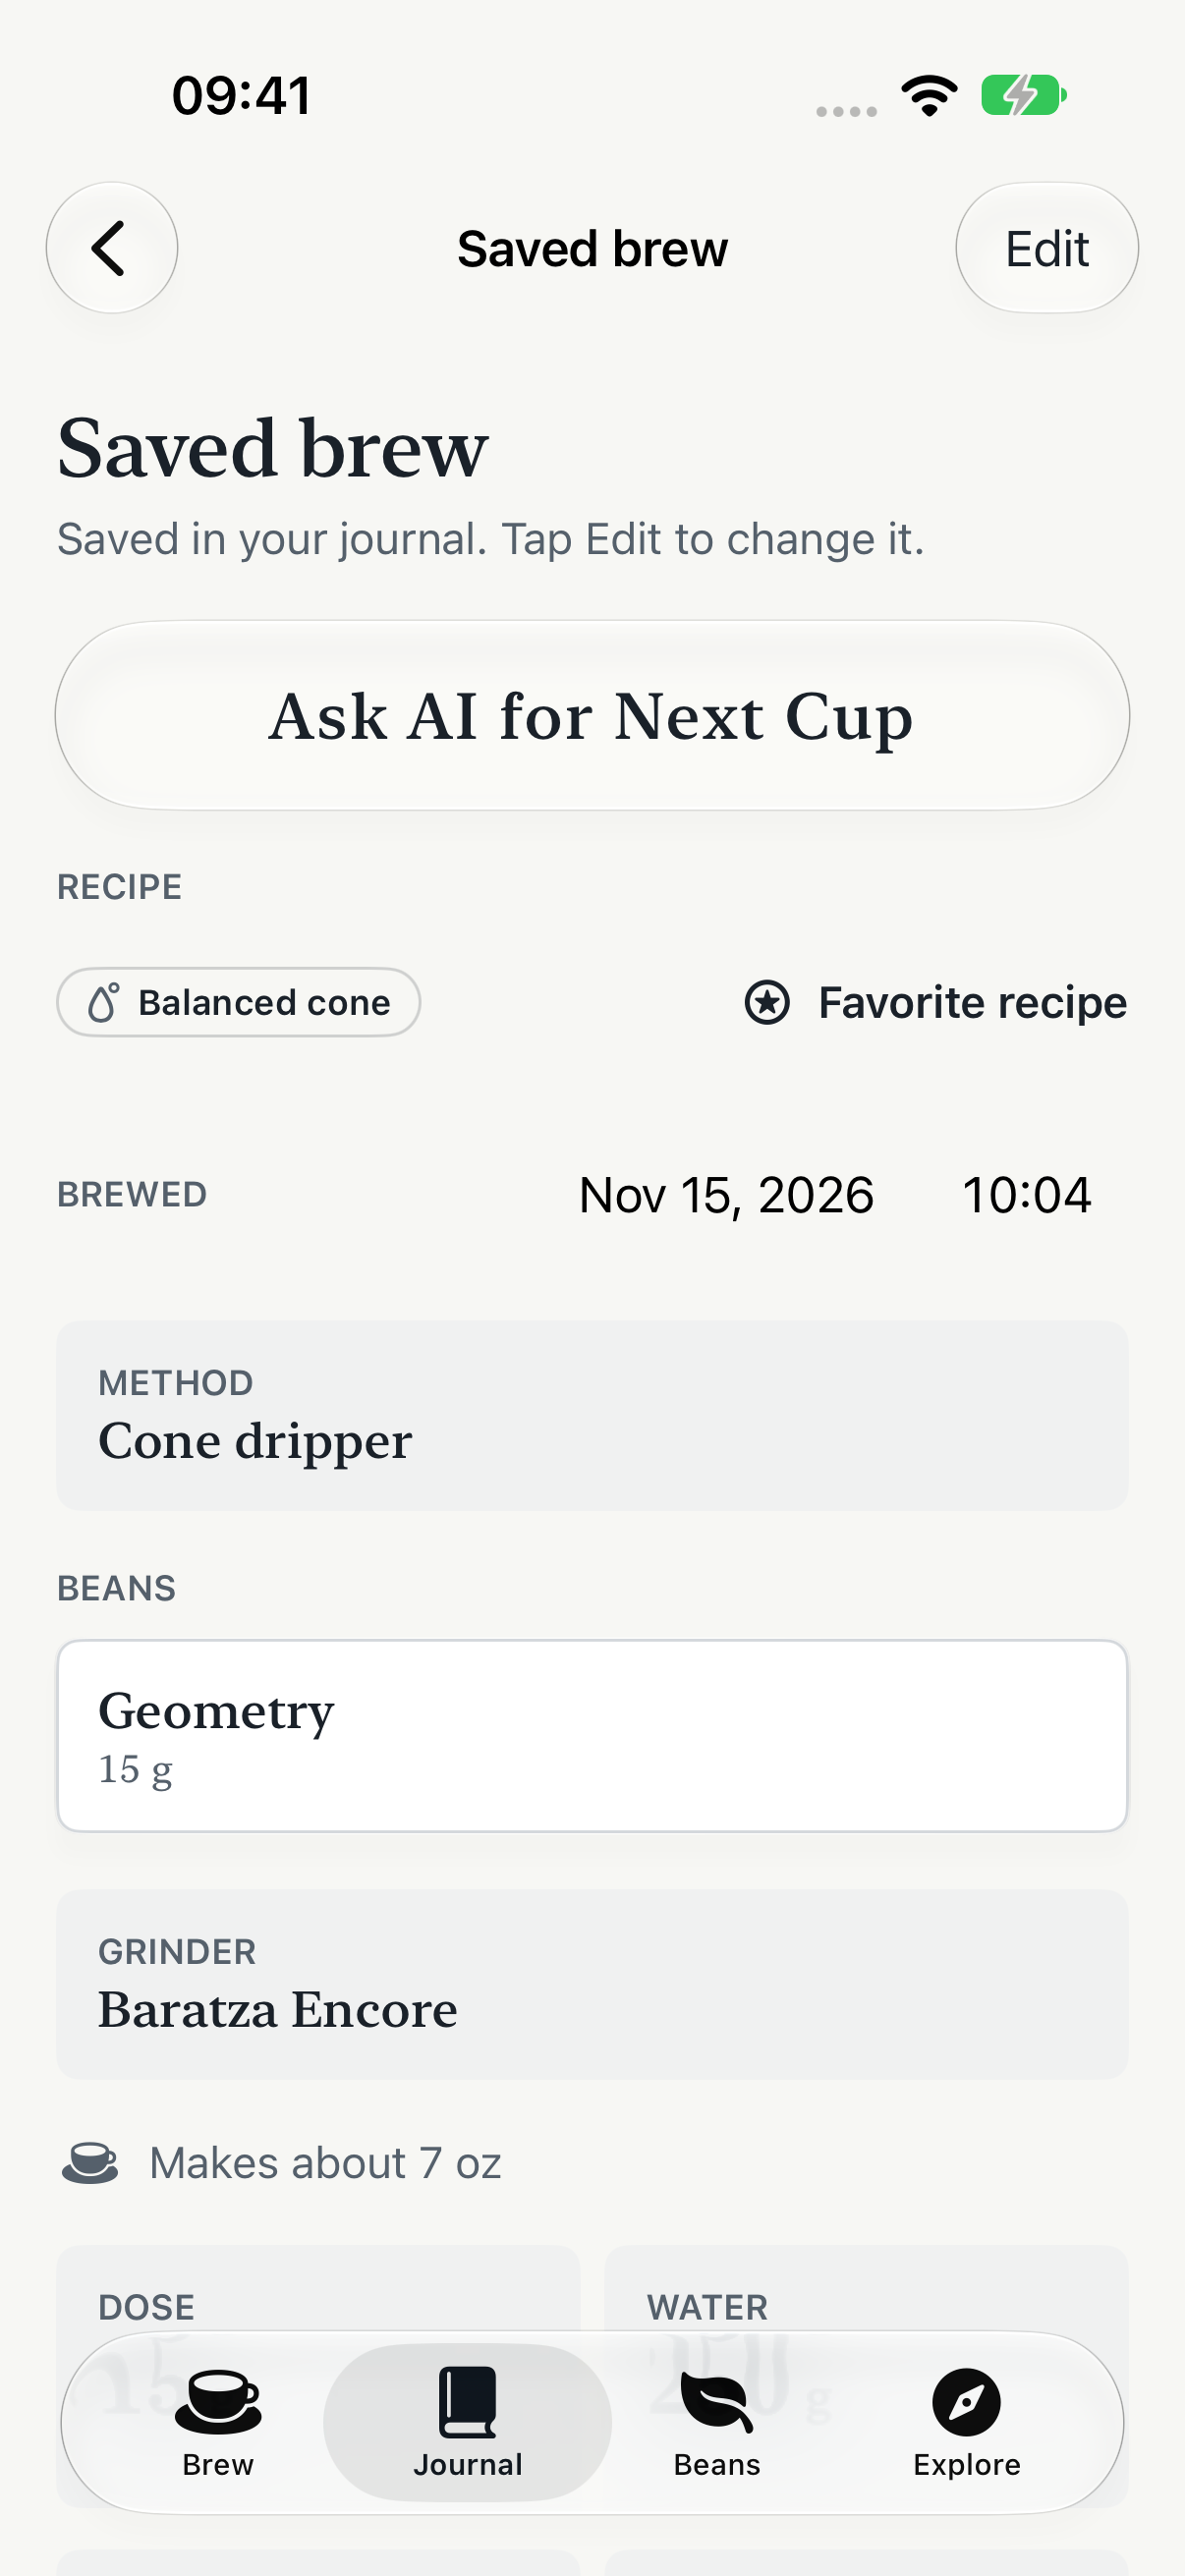 09:41
Saved brew
Edit
Saved brew
Saved in your journal. Tap Edit to change it.
Ask AI for Next Cup
RECIPE
Balanced cone
Favorite recipe
BREWED
Nov 15, 2026
10:04
METHOD
Cone dripper
BEANS
Geometry
15 g
GRINDER
Baratza Encore
Makes about 7 oz
DOSE
WATER
15
250 g
Brew
Journal
Beans
Explore